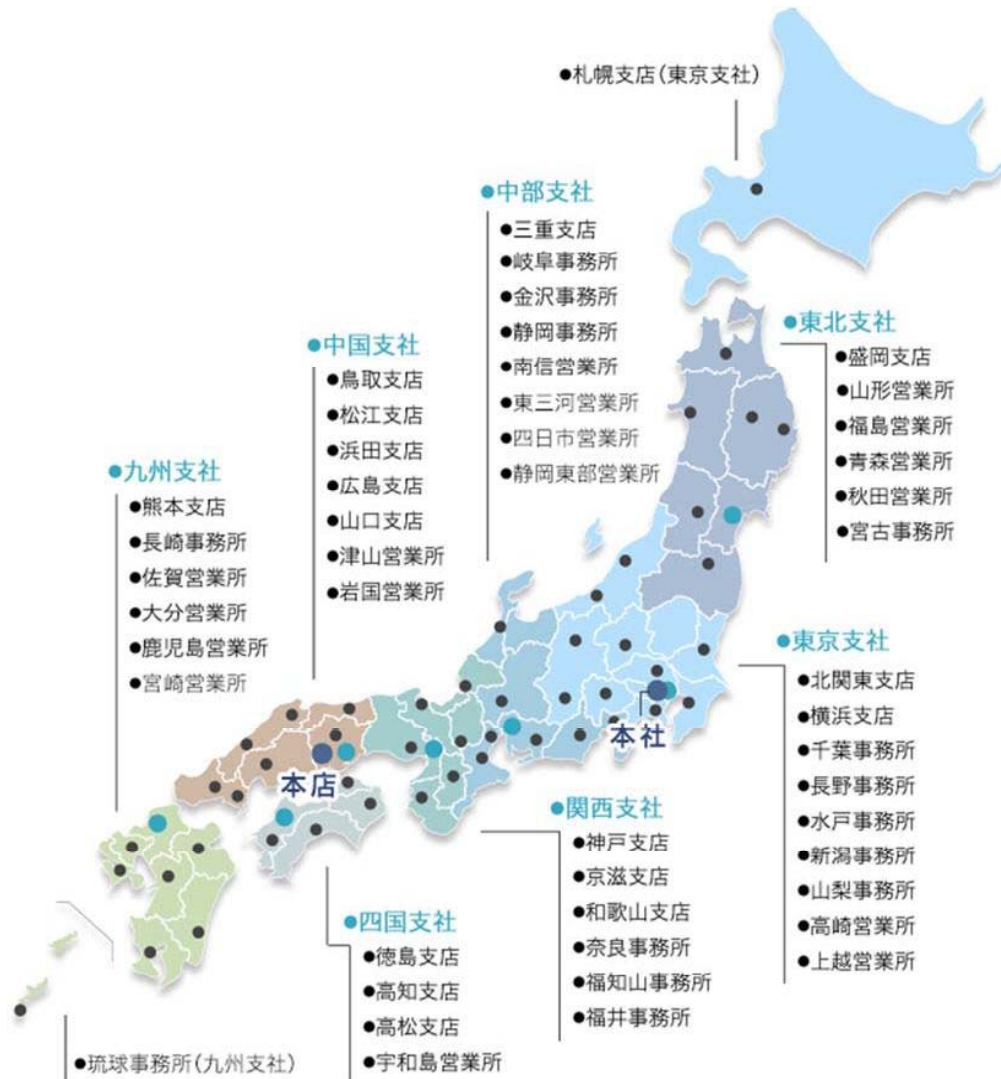 ●札幌支店(東京支社)
●中部支社
●三重支店
●岐阜事務所
●金沢事務所
●静岡事務所
●南信営業所
●東三河営業所
●四日市営業所
●静岡東部営業所
●東北支社
●盛岡支店
●山形営業所
●福島営業所
●青森営業所
●秋田営業所
●宮古事務所
●中国支社
●鳥取支店
●松江支店
●浜田支店
●広島支店
●山口支店
●津山営業所
●岩国営業所
●九州支社
●熊本支店
●長崎事務所
●佐賀営業所
●大分営業所
●鹿児島営業所
●宮崎営業所
●東京支社
●北関東支店
●横浜支店
●千葉事務所
●長野事務所
●水戸事務所
●新潟事務所
●山梨事務所
●高崎営業所
●上越営業所
本社
本店
●関西支社
●神戸支店
●京滋支店
●和歌山支店
●奈良事務所
●福知山事務所
●福井事務所
●四国支社
●徳島支店
●高知支店
●高松支店
●宇和島営業所
●琉球事務所(九州支社)